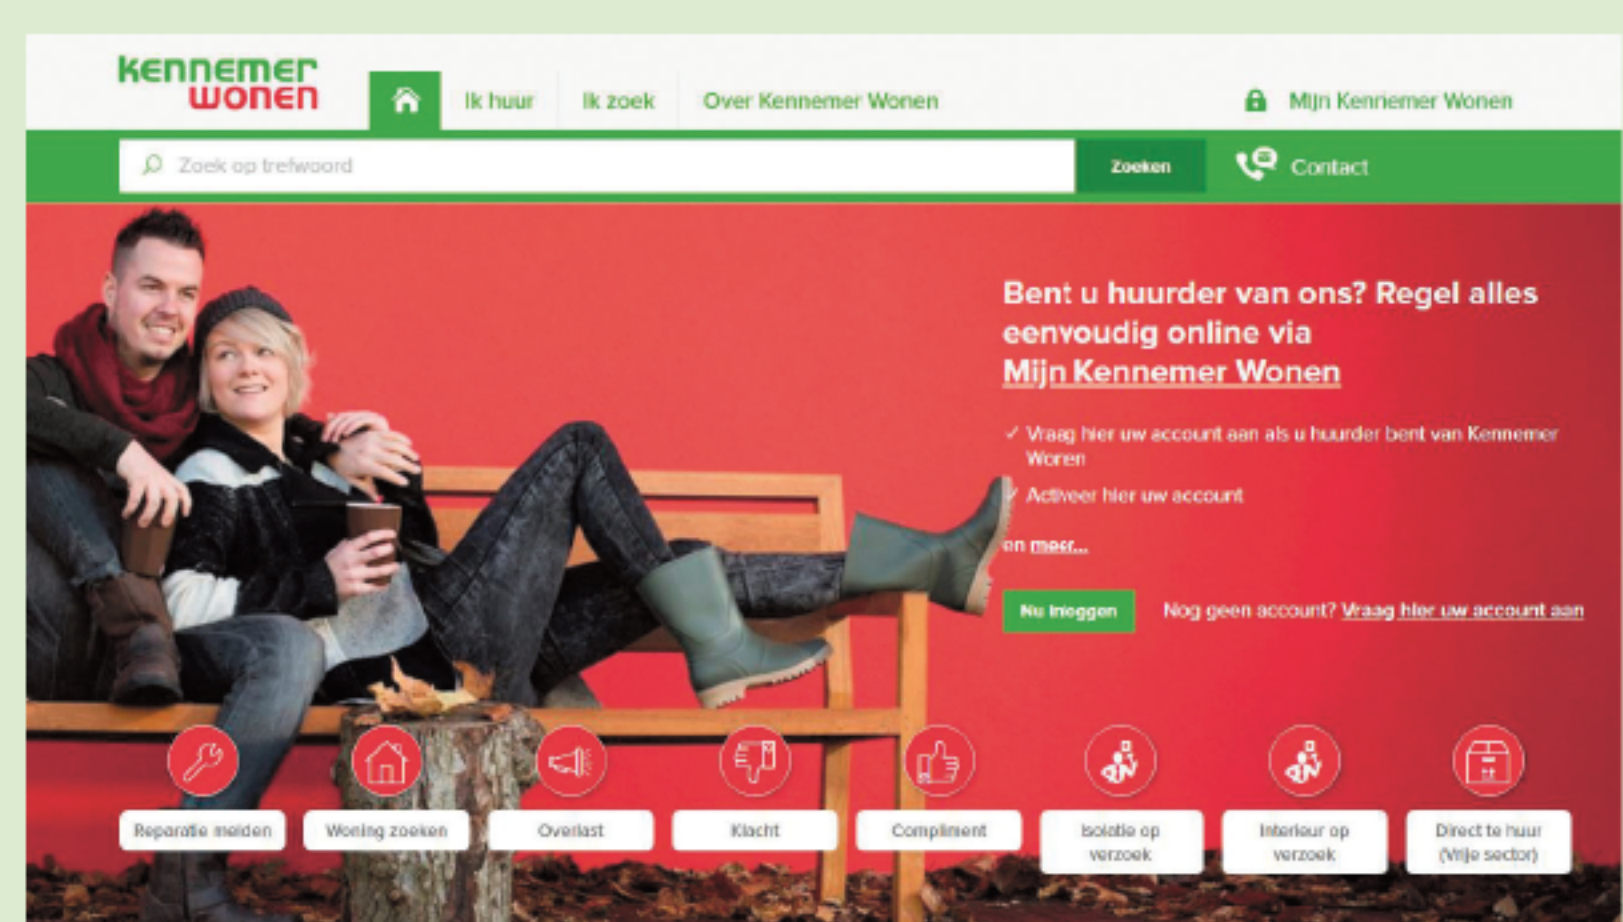 kennemer
wonen
Ik huur
Ik zoek
Over Kennemer Wonen
Mijn Kennemer Wonen
Zoek op trefwoord
Zoeken
Contact
Bent u huurder van ons? Regel alles
eenvoudig online via
Mijn Kennemer Wonen
✓ Vraag hier uw account aan als u huurder bent van Kennemer
Wonen
✓ Activeer hier uw account
en meer...
Nu inloggen
Nog geen account? Vraag hier uw account aan
Reparatie melden
Woning zoeken
Overlast
Klacht
Compliment
Isolatie op
verzoek
Interieur op
verzoek
Direct te huur
(Vrije sector)